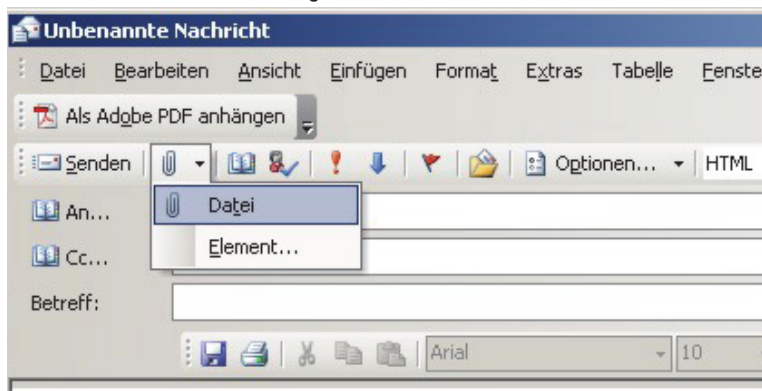 Unbenannte Nachricht
Datei Bearbeiten Ansicht Einfügen Format Extras Tabelle Fenste
Als Adobe PDF anhängen
Senden Optionen... HTML
An... Datei
Cc... Element...
Betreff:
Arial 10